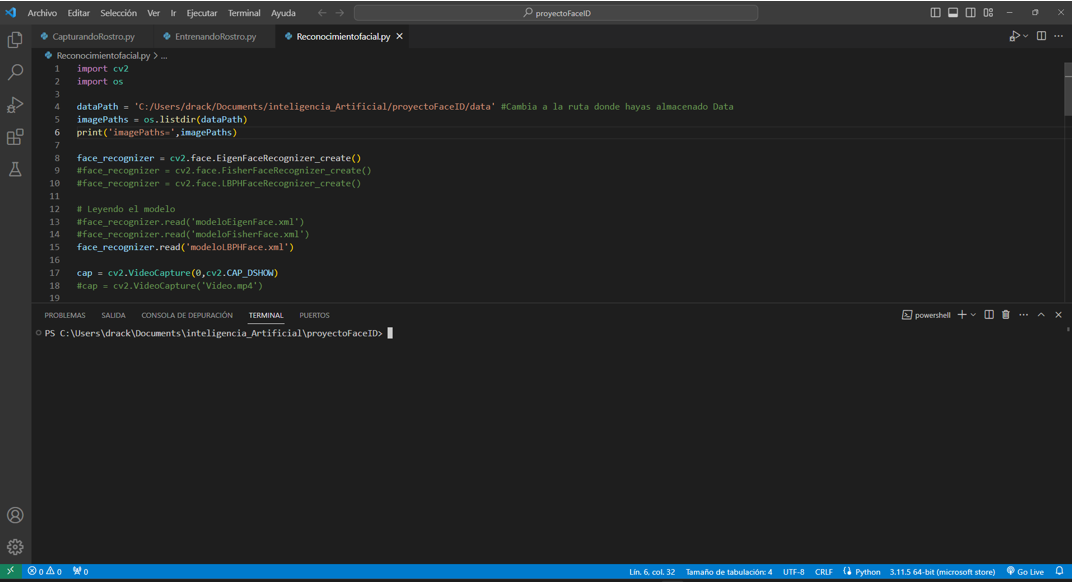 Archivo Editar Selección Ver Ir Ejecutar Terminal Ayuda proyectoFaceID
CapturandoRostro.py EntrenandoRostro.py Reconocimientofacial.py
Reconocimientofacial.py > ...
1 import cv2
2 import os
3
4 dataPath = 'C:/Users/drack/Documents/inteligencia_Artificial/proyectoFaceID/data' #Cambia a la ruta donde hayas almacenado Data
5 imagePaths = os.listdir(dataPath)
6 print('imagePaths=',imagePaths)
7
8 face_recognizer = cv2.face.EigenFaceRecognizer_create()
9 #face_recognizer = cv2.face.FisherFaceRecognizer_create()
10 #face_recognizer = cv2.face.LBPHFaceRecognizer_create()
11
12 # Leyendo el modelo
13 #face_recognizer.read('modeloEigenFace.xml')
14 #face_recognizer.read('modeloFisherFace.xml')
15 face_recognizer.read('modeloLBPHFace.xml')
16
17 cap = cv2.VideoCapture(0,cv2.CAP_DSHOW)
18 #cap = cv2.VideoCapture('Video.mp4')
19
PROBLEMAS SALIDA CONSOLA DE DEPURACIÓN TERMINAL PUERTOS powershell
PS C:\Users\drack\Documents\inteligencia_Artificial\proyectoFaceID>
0 0 0 Lín. 6, col. 32 Tamaño de tabulación: 4 UTF-8 CRLF Python 3.11.5 64-bit (microsoft store) Go Live